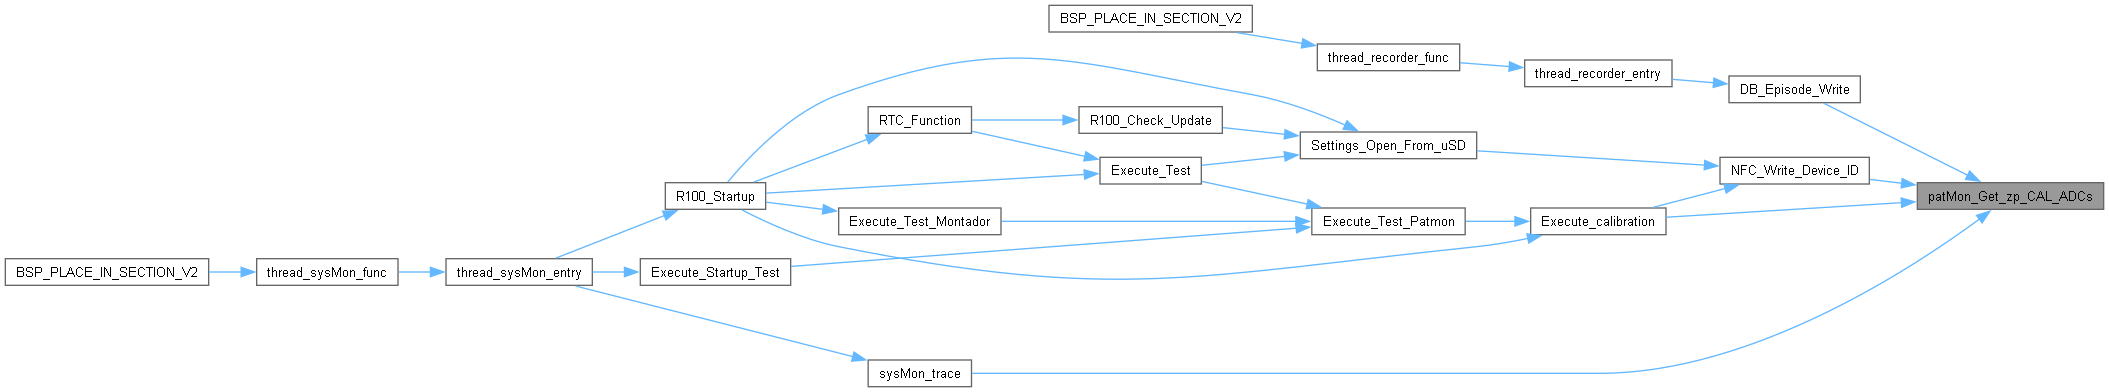 BSP_PLACE_IN_SECTION_V2
thread_recorder_func
thread_recorder_entry
DB_Episode_Write
RTC_Function
R100_Check_Update
Settings_Open_From_uSD
Execute_Test
NFC_Write_Device_ID
R100_Startup
patMon_Get_zp_CAL_ADCs
Execute_Test_Montador
Execute_Test_Patmon
Execute_calibration
BSP_PLACE_IN_SECTION_V2
thread_sysMon_func
thread_sysMon_entry
Execute_Startup_Test
sysMon_trace